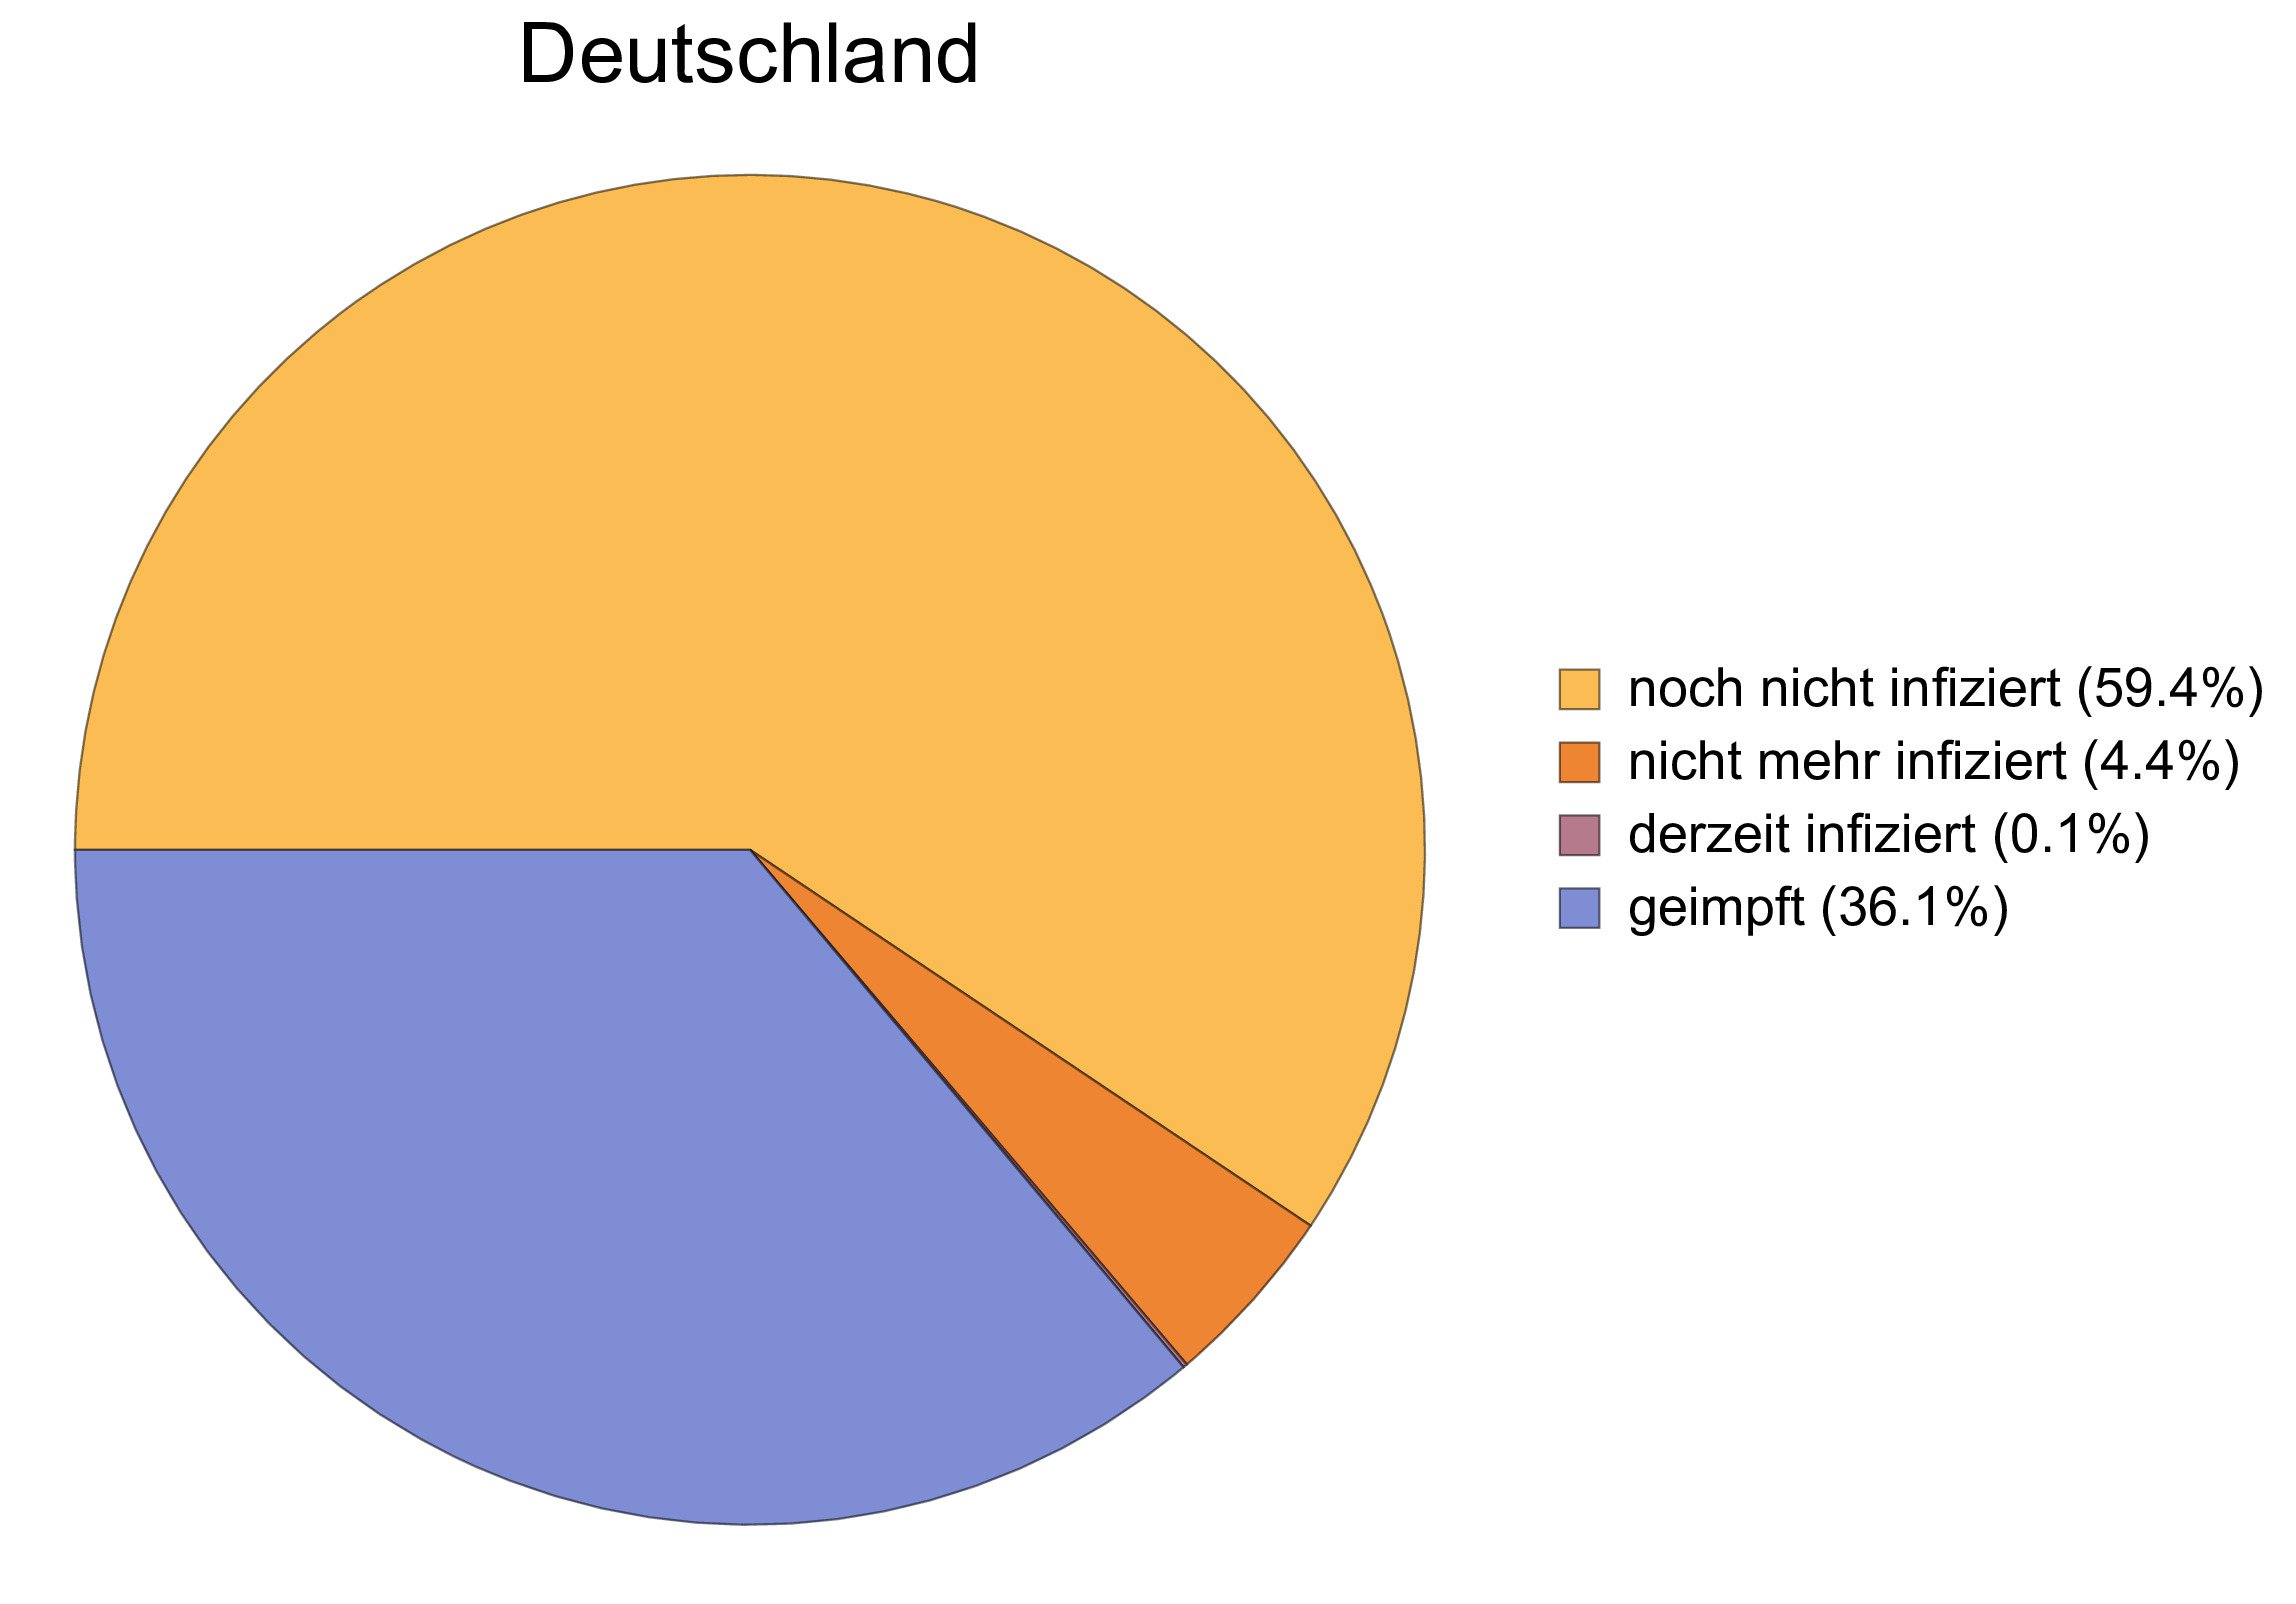 Deutschland
noch nicht infiziert (59.4%)
nicht mehr infiziert (4.4%)
derzeit infiziert (0.1%)
geimpft (36.1%)